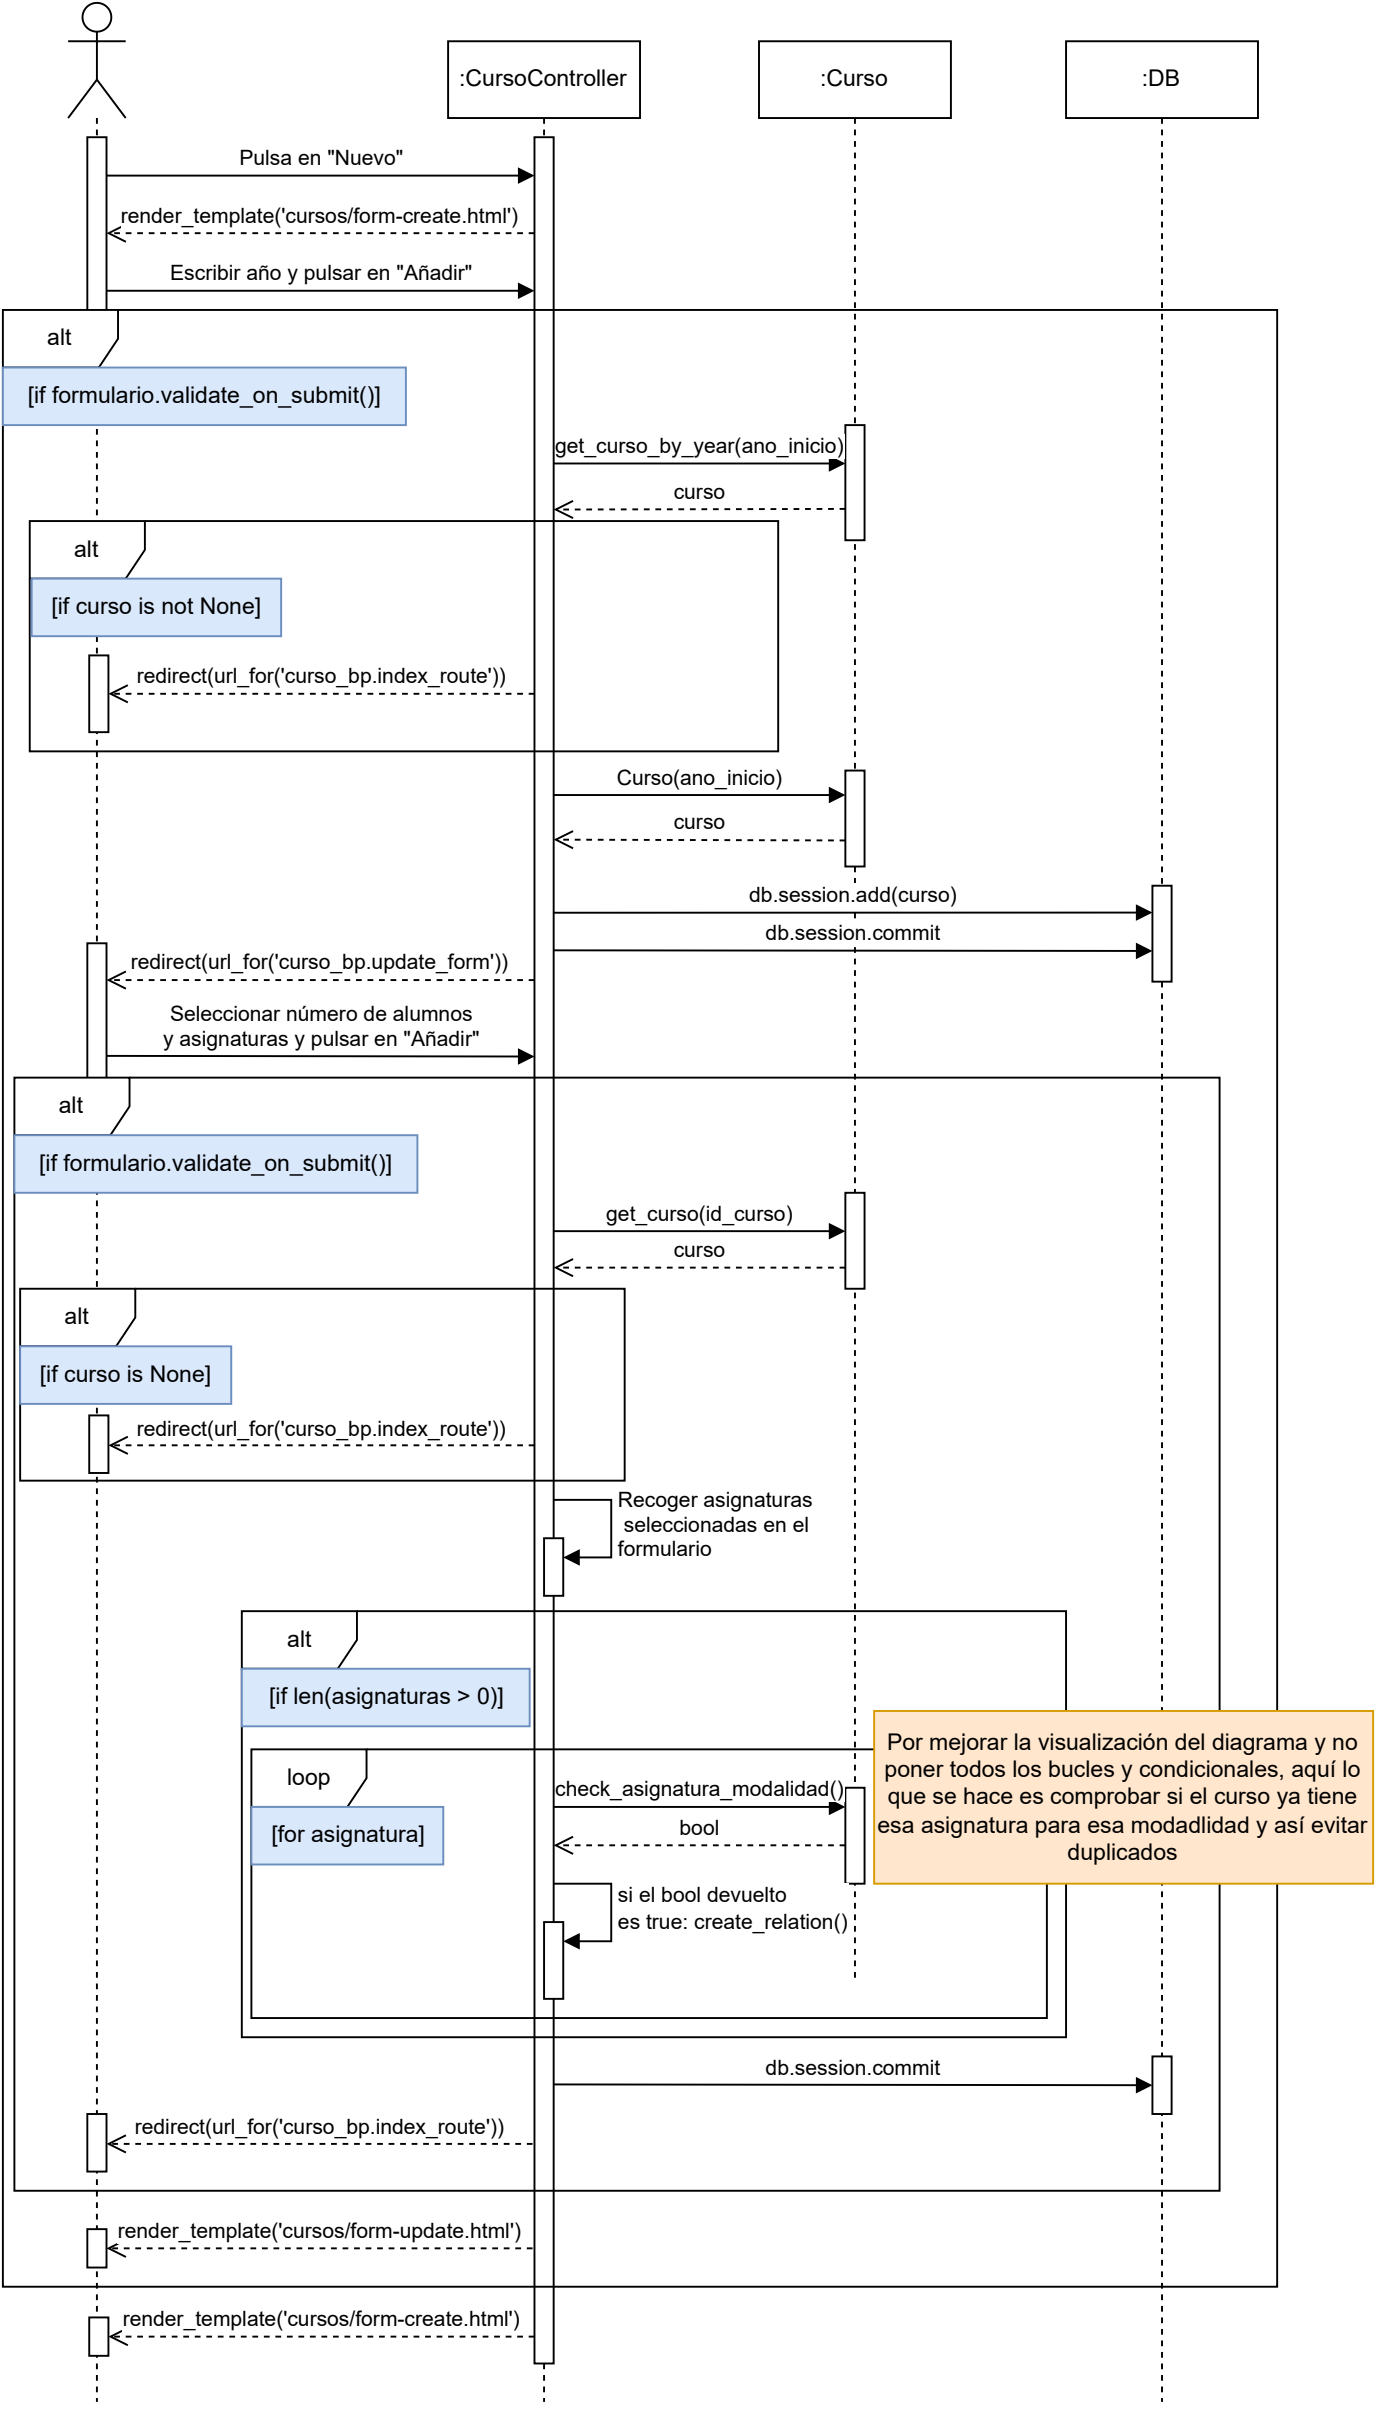 :CursoController
:Curso
:DB
Pulsa en "Nuevo"
render_template('cursos/form-create.html')
Escribir año y pulsar en "Añadir"
alt
[if formulario.validate_on_submit()]
get_curso_by_year(ano_inicio)
curso
alt
[if curso is not None]
redirect(url_for('curso_bp.index_route'))
Curso(ano_inicio)
curso
db.session.add(curso)
db.session.commit
redirect(url_for('curso_bp.update_form'))
Seleccionar número de alumnos
y asignaturas y pulsar en "Añadir"
alt
[if formulario.validate_on_submit()]
get_curso(id_curso)
curso
alt
[if curso is None]
redirect(url_for('curso_bp.index_route'))
Recoger asignaturas
seleccionadas en el
formulario
alt
[if len(asignaturas > 0)]
Por mejorar la visualización del diagrama y no
poner todos los bucles y condicionales, aquí lo
que se hace es comprobar si el curso ya tiene
esa asignatura para esa modadlidad y así evitar
duplicados
loop
[for asignatura]
check_asignatura_modalidad()
bool
si el bool devuelto
es true: create_relation()
db.session.commit
redirect(url_for('curso_bp.index_route'))
render_template('cursos/form-update.html')
render_template('cursos/form-create.html')